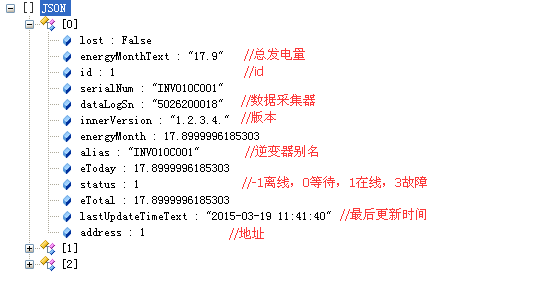 [] JSON
[0]
lost : False
energyMonthText : "17.9" //总发电量
id : 1 //id
serialNum : "INV010C001"
dataLogSn : "5026200018" //数据采集器
innerVersion : "1.2.3.4." //版本
energyMonth : 17.8999996185303
alias : "INV010C001" //逆变器别名
eToday : 17.8999996185303
status : 1 //-1离线，0等待，1在线，3故障
eTotal : 17.8999996185303
lastUpdateTimeText : "2015-03-19 11:41:40" //最后更新时间
address : 1 //地址
[1]
[2]